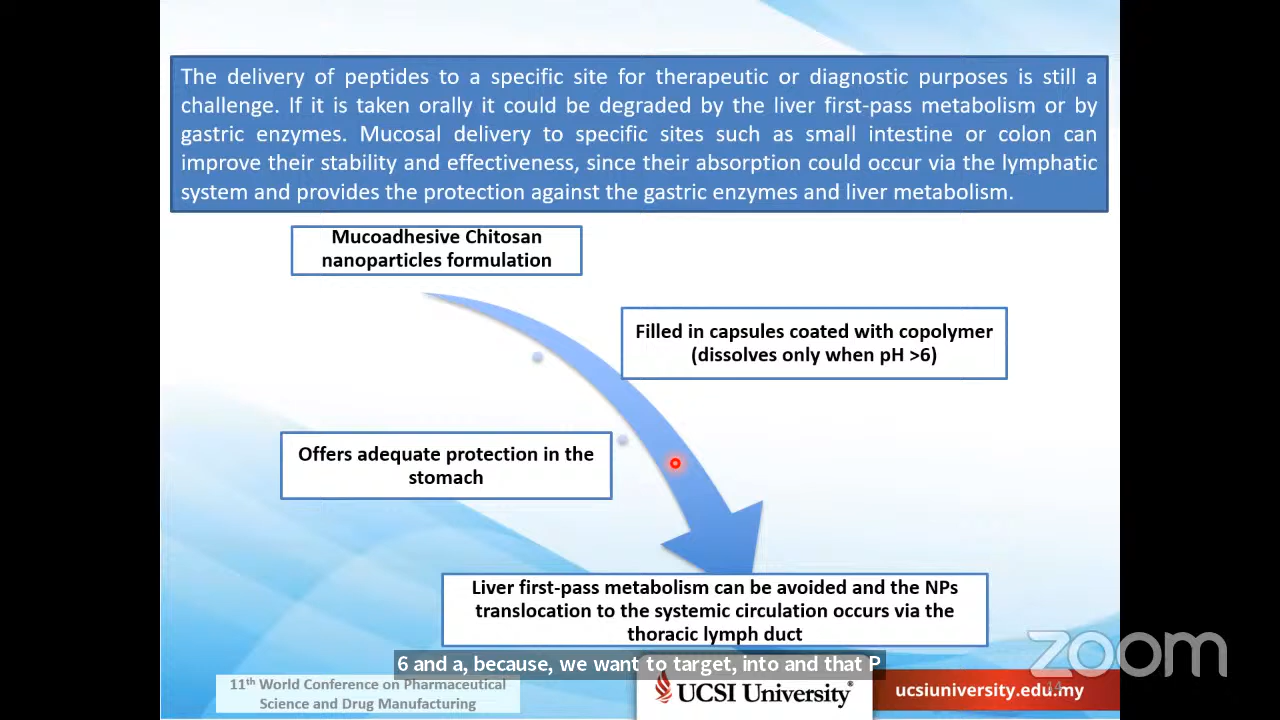 The delivery of peptides to a specific site for therapeutic or diagnostic purposes is still a
challenge. If it is taken orally it could be degraded by the liver first-pass metabolism or by
gastric enzymes. Mucosal delivery to specific sites such as small intestine or colon can
improve their stability and effectiveness, since their absorption could occur via the lymphatic
system and provides the protection against the gastric enzymes and liver metabolism.
Mucoadhesive Chitosan
nanoparticles formulation
Filled in capsules coated with copolymer
(dissolves only when pH >6)
Offers adequate protection in the
stomach
Liver first-pass metabolism can be avoided and the NPs
translocation to the systemic circulation occurs via the
thoracic lymph duct
6 and a, because, we want to target, into and that P
11th World Conference on Pharmaceutical
Science and Drug Manufacturing
UCSI University®
ucsiuniversity.edu.my
zoom